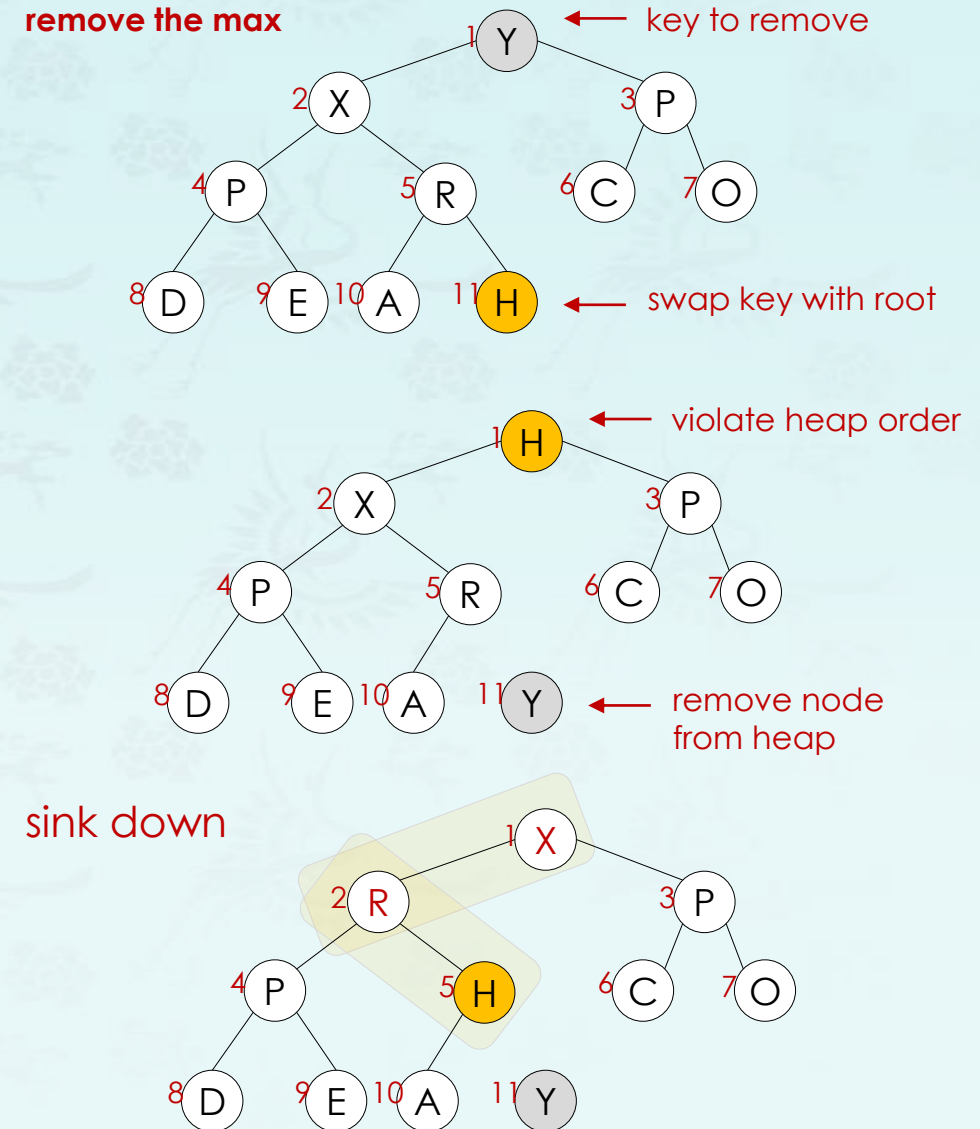 remove the max
1 Y key to remove
2 X 3 P
4 P 5 R 6 C 7 O
8 D 9 E 10 A 11 H swap key with root
1 H violate heap order
2 X 3 P
4 P 5 R 6 C 7 O
8 D 9 E 10 A 11 Y remove node
from heap
sink down
1 X
2 R 3 P
4 P 5 H 6 C 7 O
8 D 9 E 10 A 11 Y